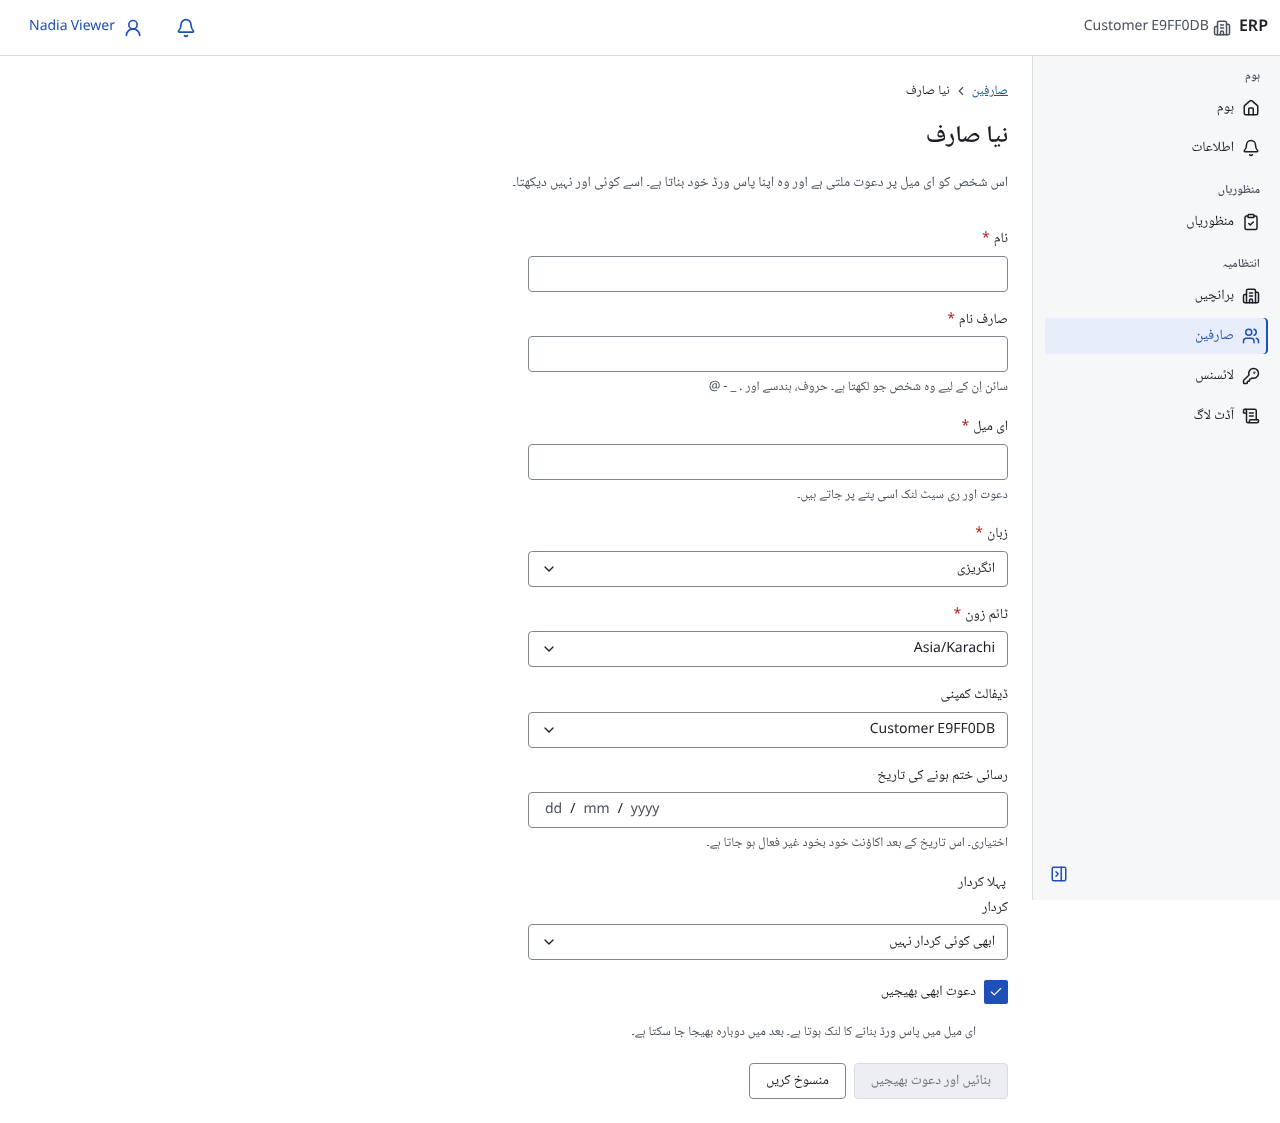 ERP
Customer E9FF0DB
Nadia Viewer
ہوم
ہوم
اطلاعات
منظوریاں
منظوریاں
انتظامیہ
برانچیں
صارفین
لائسنس
آڈٹ لاگ
صارفین
نیا صارف
نیا صارف
اس شخص کو ای میل پر دعوت ملتی ہے اور وہ اپنا پاس ورڈ خود بناتا ہے۔ اسے کوئی اور نہیں دیکھتا۔
نام *
صارف نام *
سائن اِن کے لیے وہ شخص جو لکھتا ہے۔ حروف، ہندسے اور . _ - @
ای میل *
دعوت اور ری سیٹ لنک اسی پتے پر جاتے ہیں۔
زبان *
انگریزی
ٹائم زون *
Asia/Karachi
ڈیفالٹ کمپنی
Customer E9FF0DB
رسائی ختم ہونے کی تاریخ
dd / mm / yyyy
اختیاری۔ اس تاریخ کے بعد اکاؤنٹ خود بخود غیر فعال ہو جاتا ہے۔
پہلا کردار
کردار
ابھی کوئی کردار نہیں
دعوت ابھی بھیجیں
ای میل میں پاس ورڈ بنانے کا لنک ہوتا ہے۔ بعد میں دوبارہ بھیجا جا سکتا ہے۔
بنائیں اور دعوت بھیجیں
منسوخ کریں